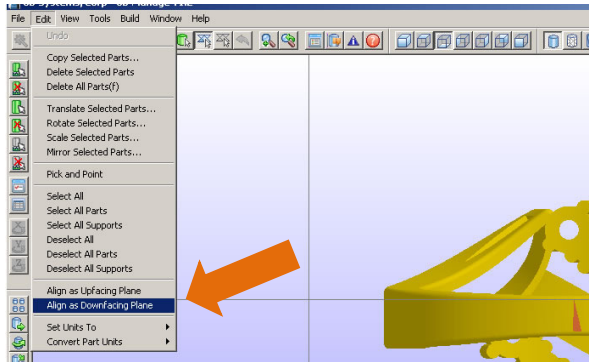 File Edit View Tools Build Window Help
Undo
Copy Selected Parts...
Delete Selected Parts
Delete All Parts(f)
Translate Selected Parts...
Rotate Selected Parts...
Scale Selected Parts...
Mirror Selected Parts...
Pick and Point
Select All
Select All Parts
Select All Supports
Deselect All
Deselect All Parts
Deselect All Supports
Align as Upfacing Plane
Align as Downfacing Plane
Set Units To
Convert Part Units